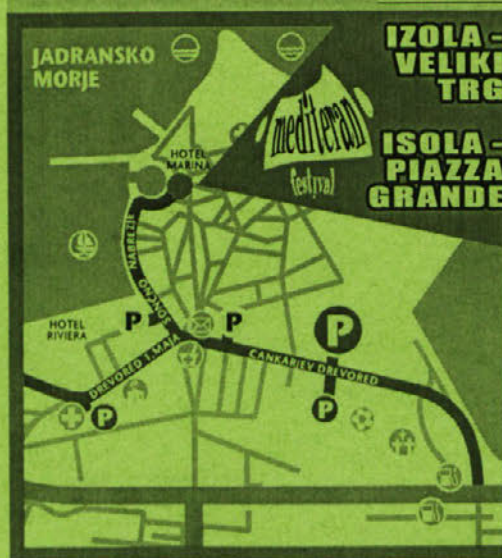 JADRANSKO
MORJE
IZOLA -
VELIKI
TRG
mediteran
festival
ISOLA -
PIAZZA
GRANDE
HOTEL
MARINA
SONČNO NABREŽJE
HOTEL
RIVIERA
P
P
P
DREVORED 1. MAJA
CANKARJEV DREVORED
P
P